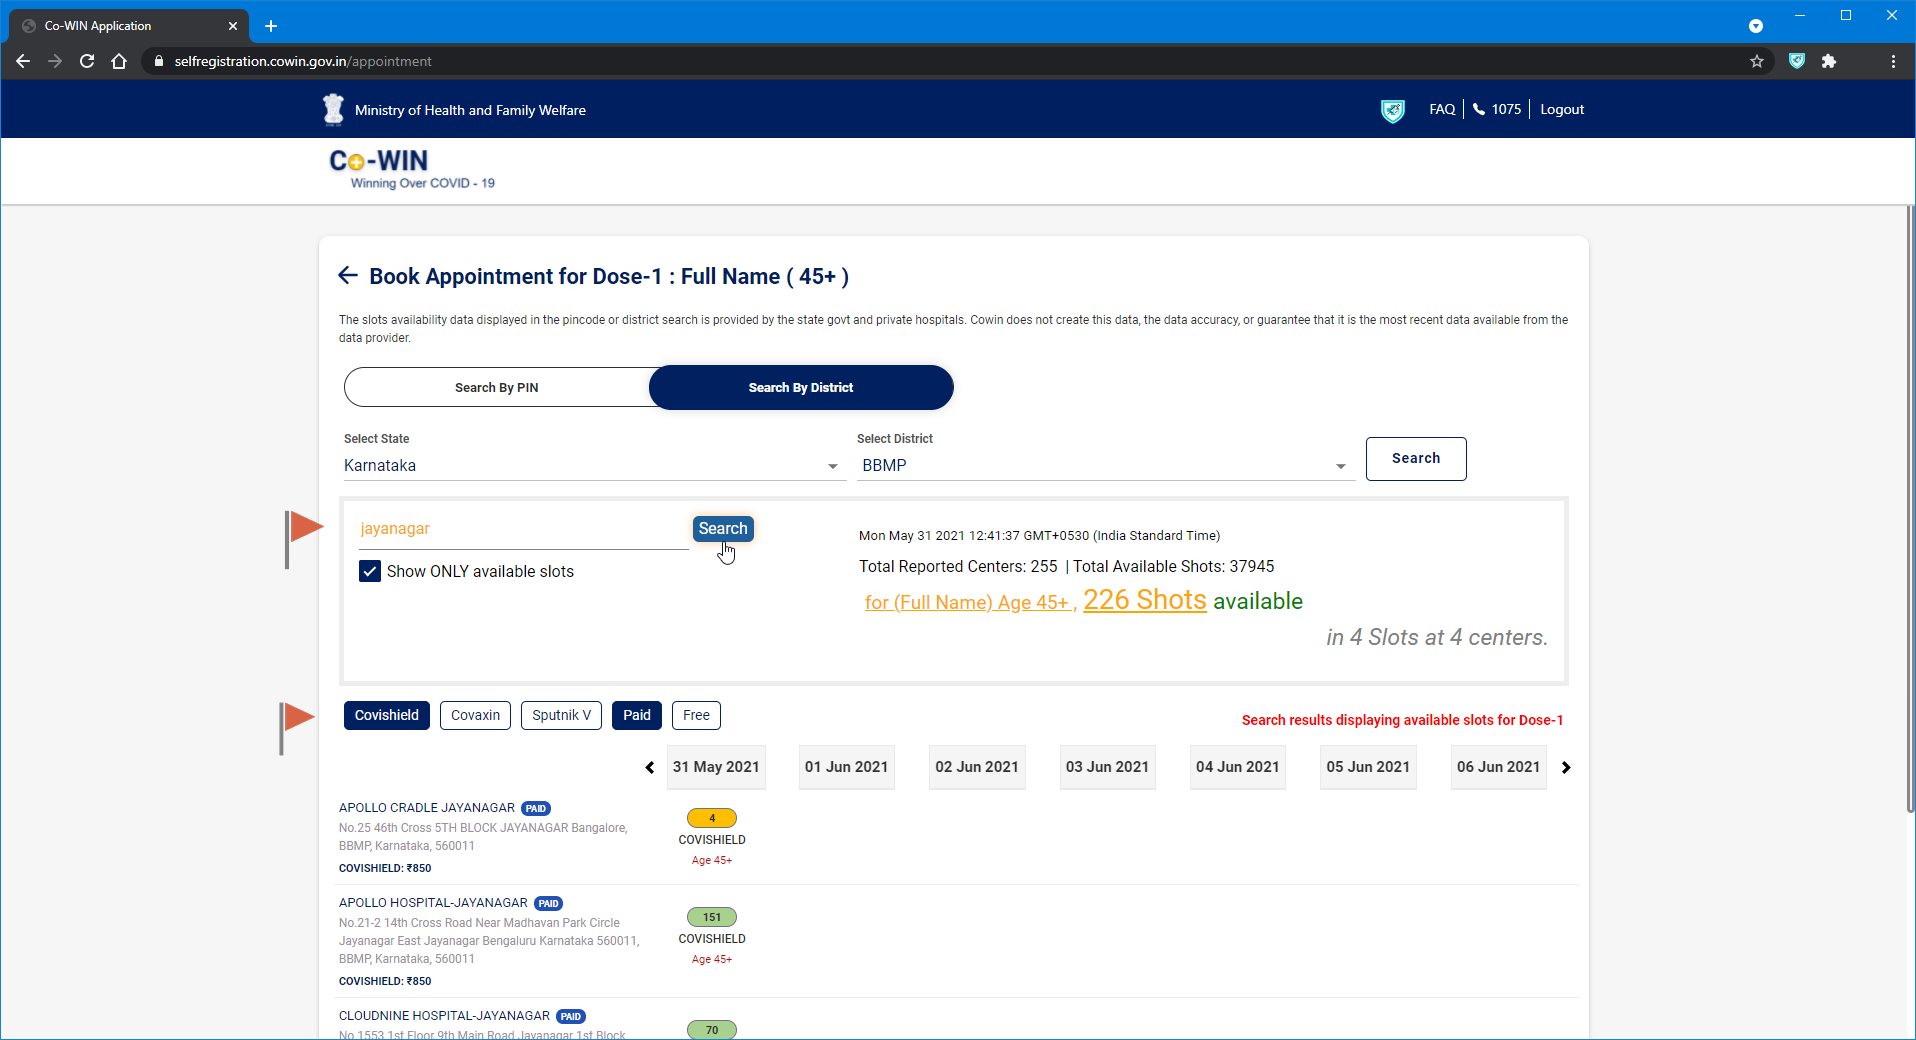 Co-WIN Application
selfregistration.cowin.gov.in/appointment
Ministry of Health and Family Welfare
FAQ
1075
Logout
Co-WIN
Winning Over COVID - 19
Book Appointment for Dose-1 : Full Name ( 45+ )
The slots availability data displayed in the pincode or district search is provided by the state govt and private hospitals. Cowin does not create this data, the data accuracy, or guarantee that it is the most recent data available from the
data provider.
Search By PIN
Search By District
Select State
Select District
Karnataka
BBMP
Search
jayanagar
Search
Show ONLY available slots
Mon May 31 2021 12:41:37 GMT+0530 (India Standard Time)
Total Reported Centers: 255 | Total Available Shots: 37945
for (Full Name) Age 45+ , 226 Shots available
in 4 Slots at 4 centers.
Covishield
Covaxin
Sputnik V
Paid
Free
Search results displaying available slots for Dose-1
31 May 2021
01 Jun 2021
02 Jun 2021
03 Jun 2021
04 Jun 2021
05 Jun 2021
06 Jun 2021
APOLLO CRADLE JAYANAGAR PAID
No.25 46th Cross 5TH BLOCK JAYANAGAR Bangalore,
BBMP, Karnataka, 560011
COVISHIELD: ₹850
4
COVISHIELD
Age 45+
APOLLO HOSPITAL-JAYANAGAR PAID
No.21-2 14th Cross Road Near Madhavan Park Circle
Jayanagar East Jayanagar Bengaluru Karnataka 560011,
BBMP, Karnataka, 560011
COVISHIELD: ₹850
151
COVISHIELD
Age 45+
CLOUDNINE HOSPITAL-JAYANAGAR PAID
No 1553 1st Floor 9th Main Road Jayanagar 1st Block
70